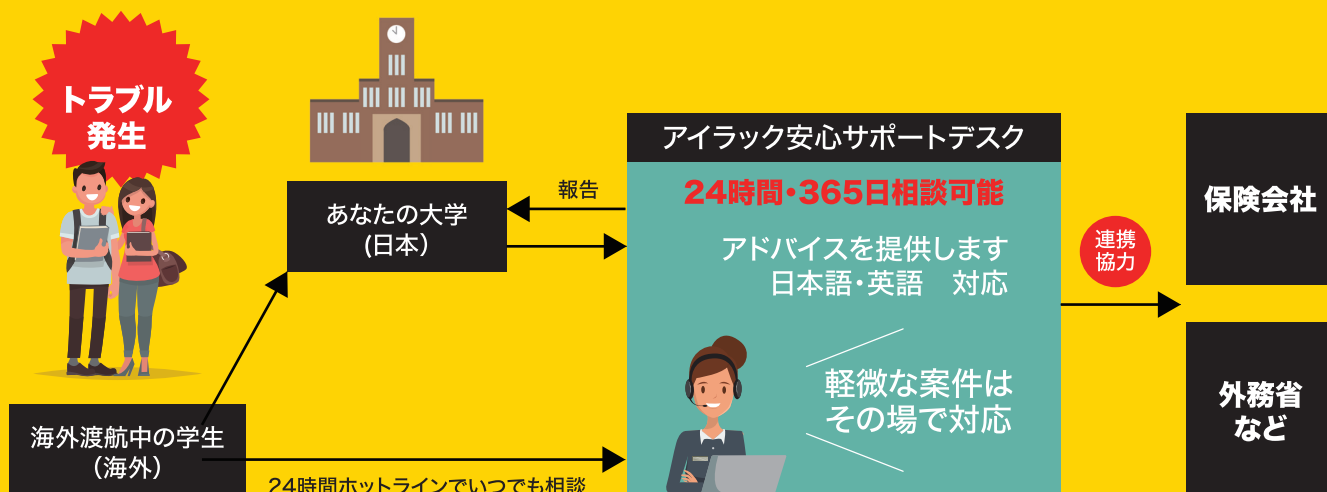 トラブル
発生
あなたの大学
(日本)
海外渡航中の学生
(海外)
報告
24時間ホットラインでいつでも相談
アイラック安心サポートデスク
24時間・365日相談可能
アドバイスを提供します
日本語・英語　対応
軽微な案件は
その場で対応
連携
協力
保険会社
外務省
など